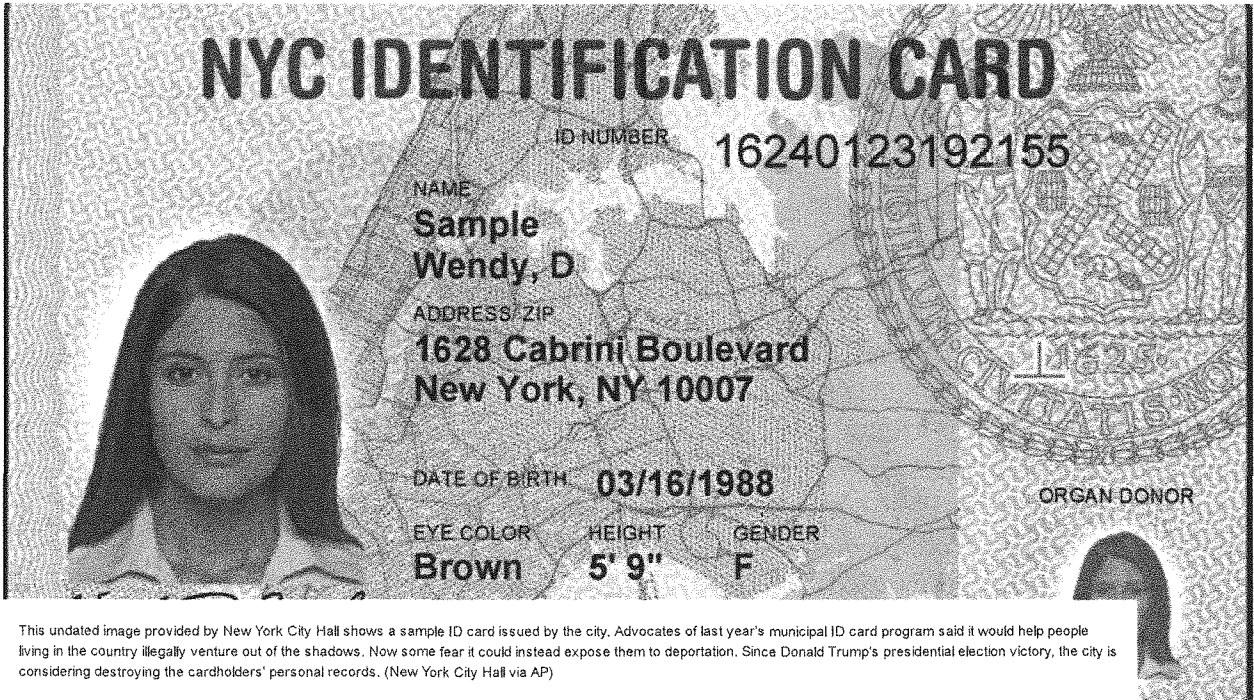 NYC IDENTIFICATION CARD
ID NUMBER 16240123192155
NAME
Sample
Wendy, D
ADDRESS/ZIP
1628 Cabrini Boulevard
New York, NY 10007
1625
CIVITATIS NOV
DATE OF BIRTH 03/16/1988
ORGAN DONOR
EYE COLOR HEIGHT GENDER
Brown 5' 9" F
This undated image provided by New York City Hall shows a sample ID card issued by the city. Advocates of last year's municipal ID card program said it would help people
living in the country illegally venture out of the shadows. Now some fear it could instead expose them to deportation. Since Donald Trump's presidential election victory, the city is
considering destroying the cardholders' personal records. (New York City Hall via AP)